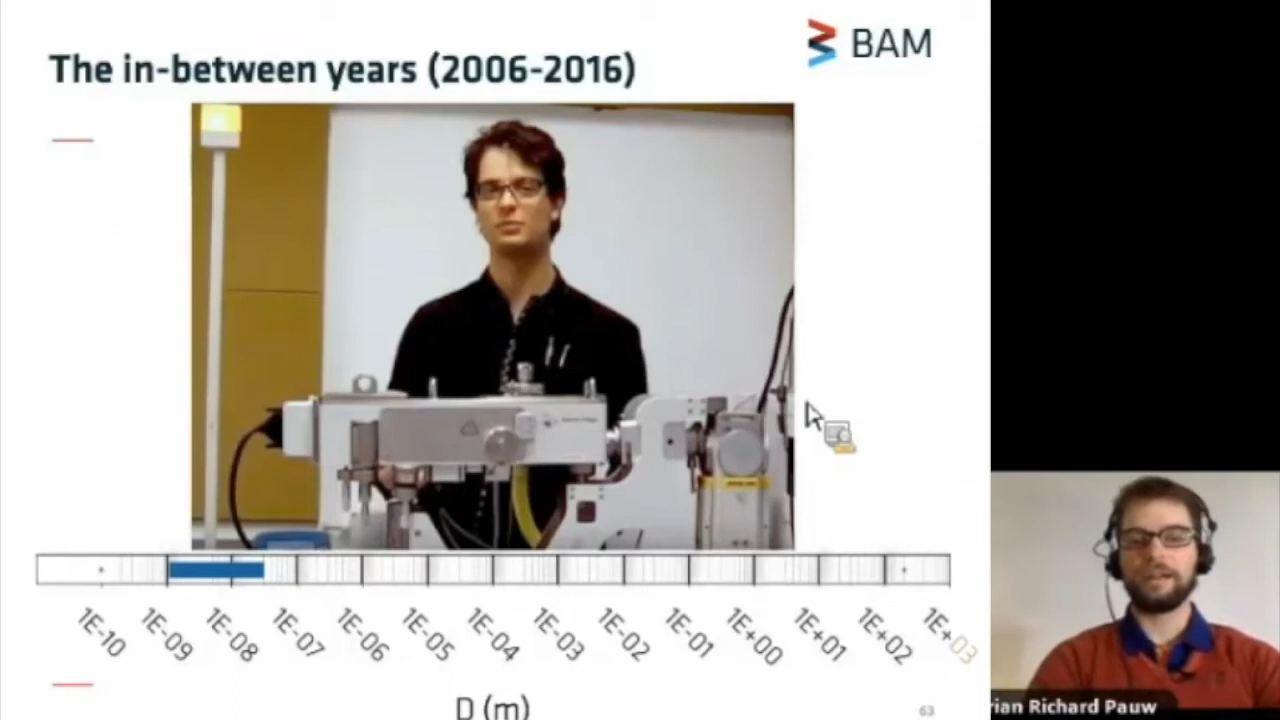 BAM
The in-between years (2006-2016)
1E-10
1E-09
1E-08
1E-07
1E-06
1E-05
1E-04
1E-03
1E-02
1E-01
1E+00
1E+01
1E+02
1E+03
D (m)
63
rian Richard Pauw